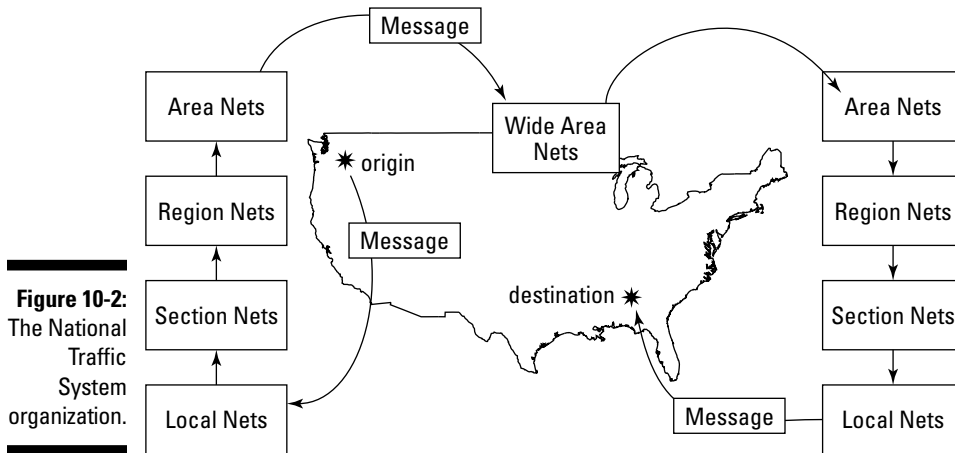 Message
Area Nets
Wide Area
Nets
Area Nets
origin
Region Nets
Message
Region Nets
Figure 10-2:
The National
Traffic
System
organization.
Section Nets
destination
Section Nets
Local Nets
Message
Local Nets